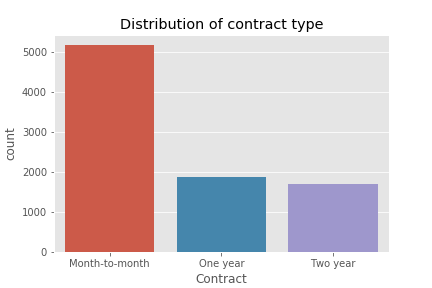 Distribution of contract type
5000
4000
3000
2000
1000
0
count
Month-to-month One year Two year
Contract